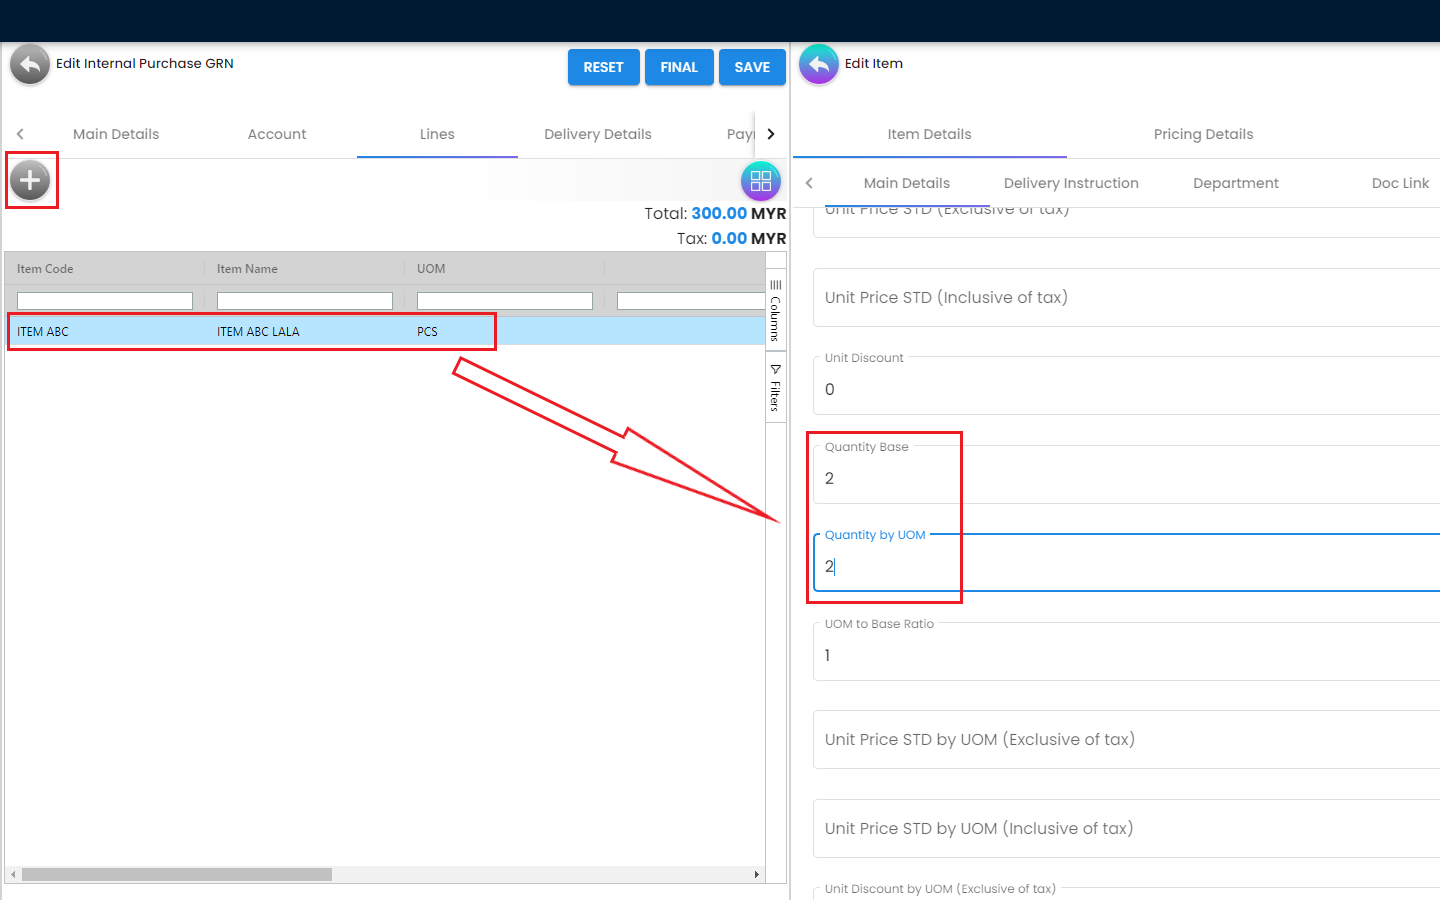 Edit Internal Purchase GRN
RESET
FINAL
SAVE
Main Details
Account
Lines
Delivery Details
Total: 300.00 MYR
Tax: 0.00 MYR
Item Code
Item Name
UOM
ITEM ABC
ITEM ABC LALA
PCS
Columns
Filters
Edit Item
Item Details
Pricing Details
Main Details
Delivery Instruction
Department
Doc Link
Unit Price STD (Exclusive of tax)
Unit Price STD (Inclusive of tax)
Unit Discount
0
Quantity Base
2
Quantity by UOM
2
UOM to Base Ratio
1
Unit Price STD by UOM (Exclusive of tax)
Unit Price STD by UOM (Inclusive of tax)
Unit Discount by UOM (Exclusive of tax)